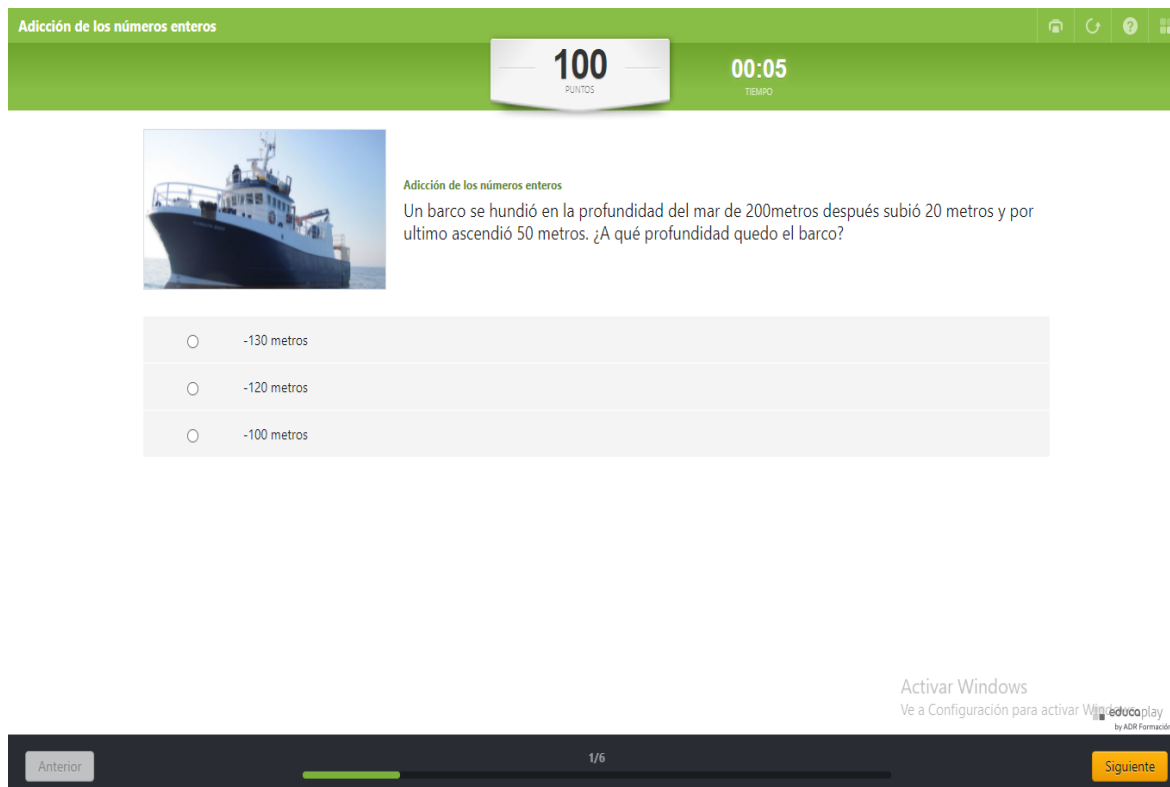 Adicción de los números enteros
100
PUNTOS
00:05
TIEMPO
Adicción de los números enteros
Un barco se hundió en la profundidad del mar de 200metros después subió 20 metros y por
ultimo ascendió 50 metros. ¿A qué profundidad quedo el barco?
-130 metros
-120 metros
-100 metros
Activar Windows
Ve a Configuración para activar Windows
educaplay
by ADR Formación
Anterior
1/6
Siguiente